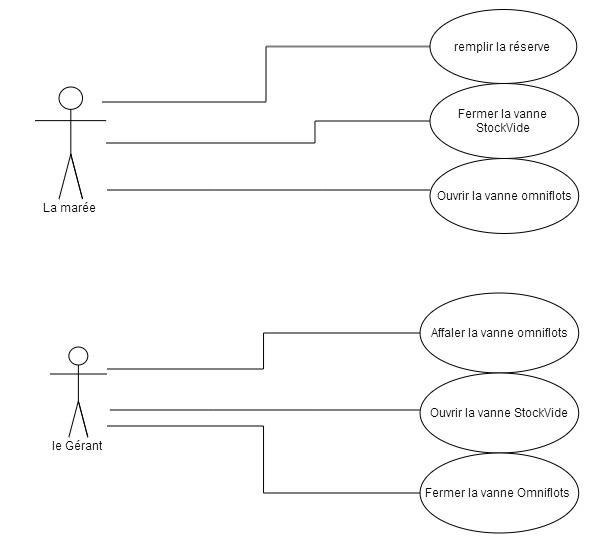 remplir la réserve
Fermer la vanne
StockVide
La marée
Ouvrir la vanne omniflots
Affaler la vanne omniflots
Ouvrir la vanne StockVide
le Gérant
Fermer la vanne Omniflots